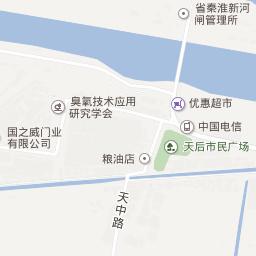 省秦淮新河
闸管理所
优惠超市
臭氧技术应用
研究学会
中国电信
国之威门业
有限公司
天后市民广场
粮油店
天中路